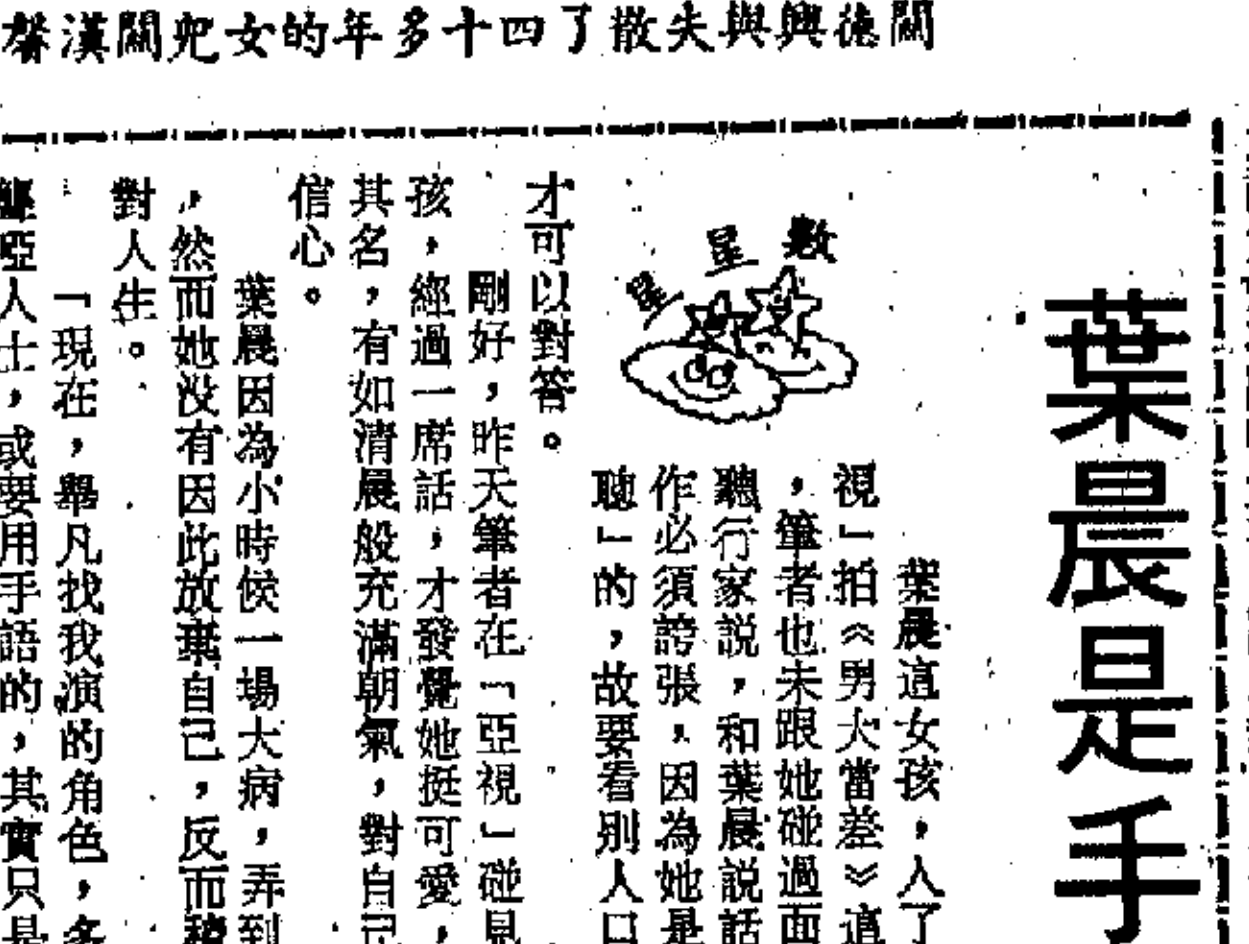 關德興與失散了四十多年的女兒關漢馨
葉晨是手
數星星
葉晨這女孩，入了
視」拍《男大當差》這
，筆者也未跟她碰過面
聽行家説，和葉晨説話
作必須誇張，因為她是
聽」的，故要看別人口
才可以對答。
剛好，昨天筆者在「亞視」碰見
孩，經過一席話，才發覺她挺可愛，
其名，有如清晨般充滿朝氣，對自己
信心。
葉晨因為小時候一場大病，弄到
，然而她没有因此放棄自己，反而積
對人生。
「現在，舉凡找我演的角色，多
聾啞人士，或要用手語的，其實只是